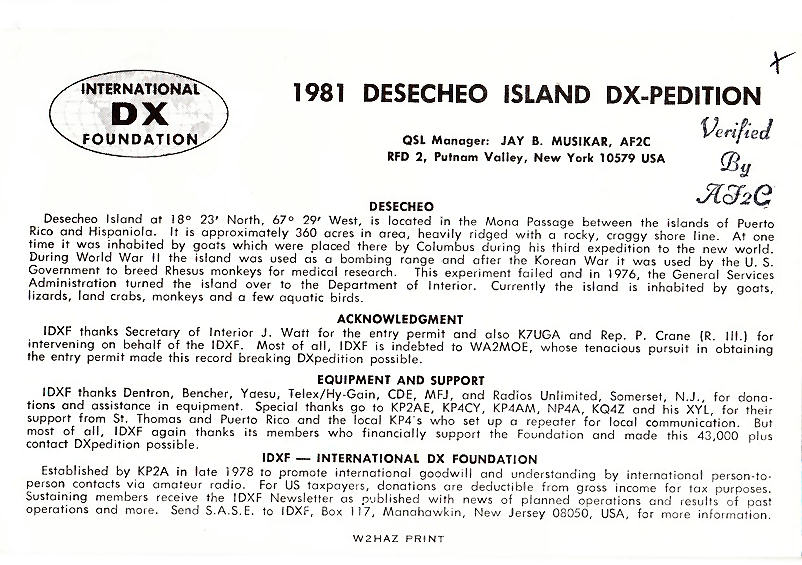 INTERNATIONAL
DX
FOUNDATION
1981 DESECHEO ISLAND DX-PEDITION
QSL Manager: JAY B. MUSIKAR, AF2C
RFD 2, Putnam Valley, New York 10579 USA
Verified
By
AF2C
DESECHEO
Desecheo Island at 18° 23' North, 67° 29' West, is located in the Mona Passage between the islands of Puerto
Rico and Hispaniola. It is approximately 360 acres in area, heavily ridged with a rocky, craggy shore line. At one
time it was inhabited by goats which were placed there by Columbus during his third expedition to the new world.
During World War II the island was used as a bombing range and after the Korean War it was used by the U. S.
Government to breed Rhesus monkeys for medical research. This experiment failed and in 1976, the General Services
Administration turned the island over to the Department of Interior. Currently the island is inhabited by goats,
lizards, land crabs, monkeys and a few aquatic birds.
ACKNOWLEDGMENT
IDXF thanks Secretary of Interior J. Watt for the entry permit and also K7UGA and Rep. P. Crane (R. Ill.) for
intervening on behalf of the IDXF. Most of all, IDXF is indebted to WA2MOE, whose tenacious pursuit in obtaining
the entry permit made this record breaking DXpedition possible.
EQUIPMENT AND SUPPORT
IDXF thanks Dentron, Bencher, Yaesu, Telex/Hy-Gain, CDE, MFJ, and Radios Unlimited, Somerset, N.J., for dona-
tions and assistance in equipment. Special thanks go to KP2AE, KP4CY, KP4AM, NP4A, KQ4Z and his XYL, for their
support from St. Thomas and Puerto Rico and the local KP4's who set up a repeater for local communication. But
most of all, IDXF again thanks its members who financially support the Foundation and made this 43,000 plus
contact DXpedition possible.
IDXF — INTERNATIONAL DX FOUNDATION
Established by KP2A in late 1978 to promote international goodwill and understanding by international person-to-
person contacts via amateur radio. For US taxpayers, donations are deductible from gross income for tax purposes.
Sustaining members receive the IDXF Newsletter as published with news of planned operations and results of past
operations and more. Send S.A.S.E. to IDXF, Box 117, Manahawkin, New Jersey 08050, USA, for more information.
W2HAZ PRINT